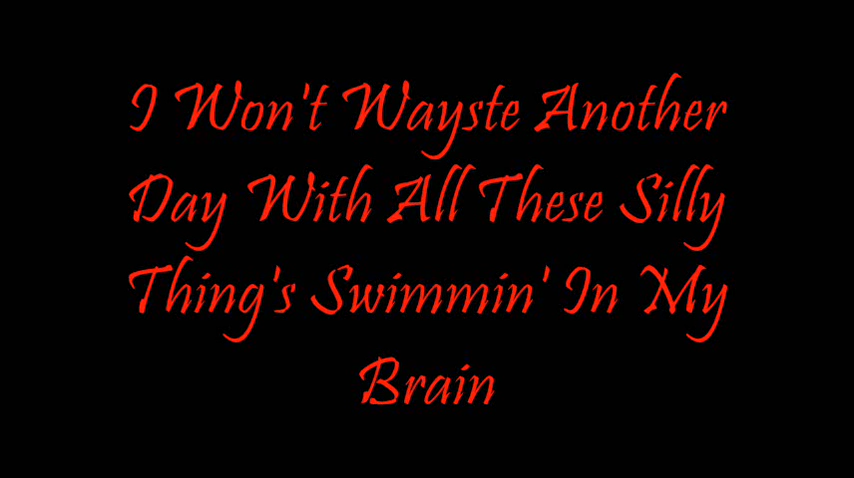 I Won't Wayste Another
Day With All These Silly
Thing's Swimmin' In My
Brain